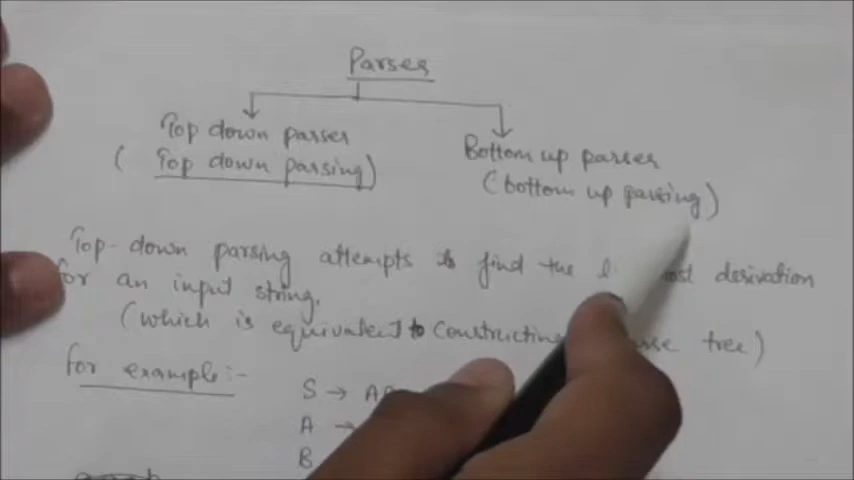 Parser
Top down parser
Bottom up parser
( Top down parsing)
(bottom up parsing)
Top-down parsing attempts to find the most derivation
for an input string.
(which is equivalent to constructing tree)
for example:-
S →
A →
B